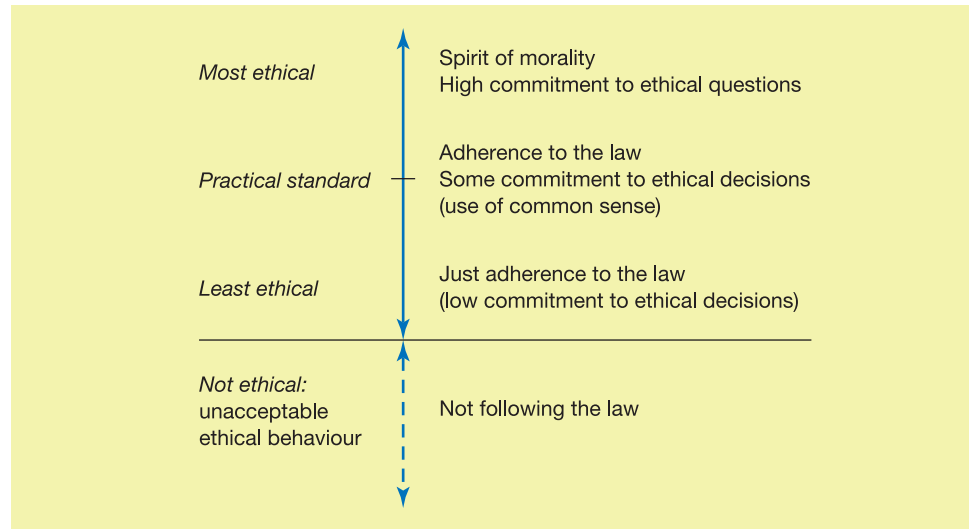 Most ethical
Spirit of morality
High commitment to ethical questions
Practical standard
Adherence to the law
Some commitment to ethical decisions
(use of common sense)
Least ethical
Just adherence to the law
(low commitment to ethical decisions)
Not ethical:
unacceptable
ethical behaviour
Not following the law